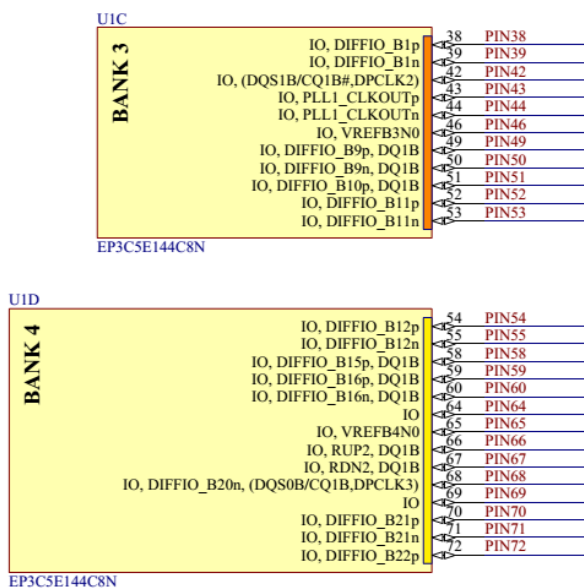 U1C
BANK 3
IO, DIFFIO_B1p 38 PIN38
IO, DIFFIO_B1n 39 PIN39
IO, (DQS1B/CQ1B#,DPCLK2) 42 PIN42
IO, PLL1_CLKOUTp 43 PIN43
IO, PLL1_CLKOUTn 44 PIN44
IO, VREFB3N0 46 PIN46
IO, DIFFIO_B9p, DQ1B 49 PIN49
IO, DIFFIO_B9n, DQ1B 50 PIN50
IO, DIFFIO_B10p, DQ1B 51 PIN51
IO, DIFFIO_B11p 52 PIN52
IO, DIFFIO_B11n 53 PIN53
EP3C5E144C8N
U1D
BANK 4
IO, DIFFIO_B12p 54 PIN54
IO, DIFFIO_B12n 55 PIN55
IO, DIFFIO_B15p, DQ1B 58 PIN58
IO, DIFFIO_B16p, DQ1B 59 PIN59
IO, DIFFIO_B16n, DQ1B 60 PIN60
IO 64 PIN64
IO, VREFB4N0 65 PIN65
IO, RUP2, DQ1B 66 PIN66
IO, RDN2, DQ1B 67 PIN67
IO, DIFFIO_B20n, (DQS0B/CQ1B,DPCLK3) 68 PIN68
IO 69 PIN69
IO, DIFFIO_B21p 70 PIN70
IO, DIFFIO_B21n 71 PIN71
IO, DIFFIO_B22p 72 PIN72
EP3C5E144C8N